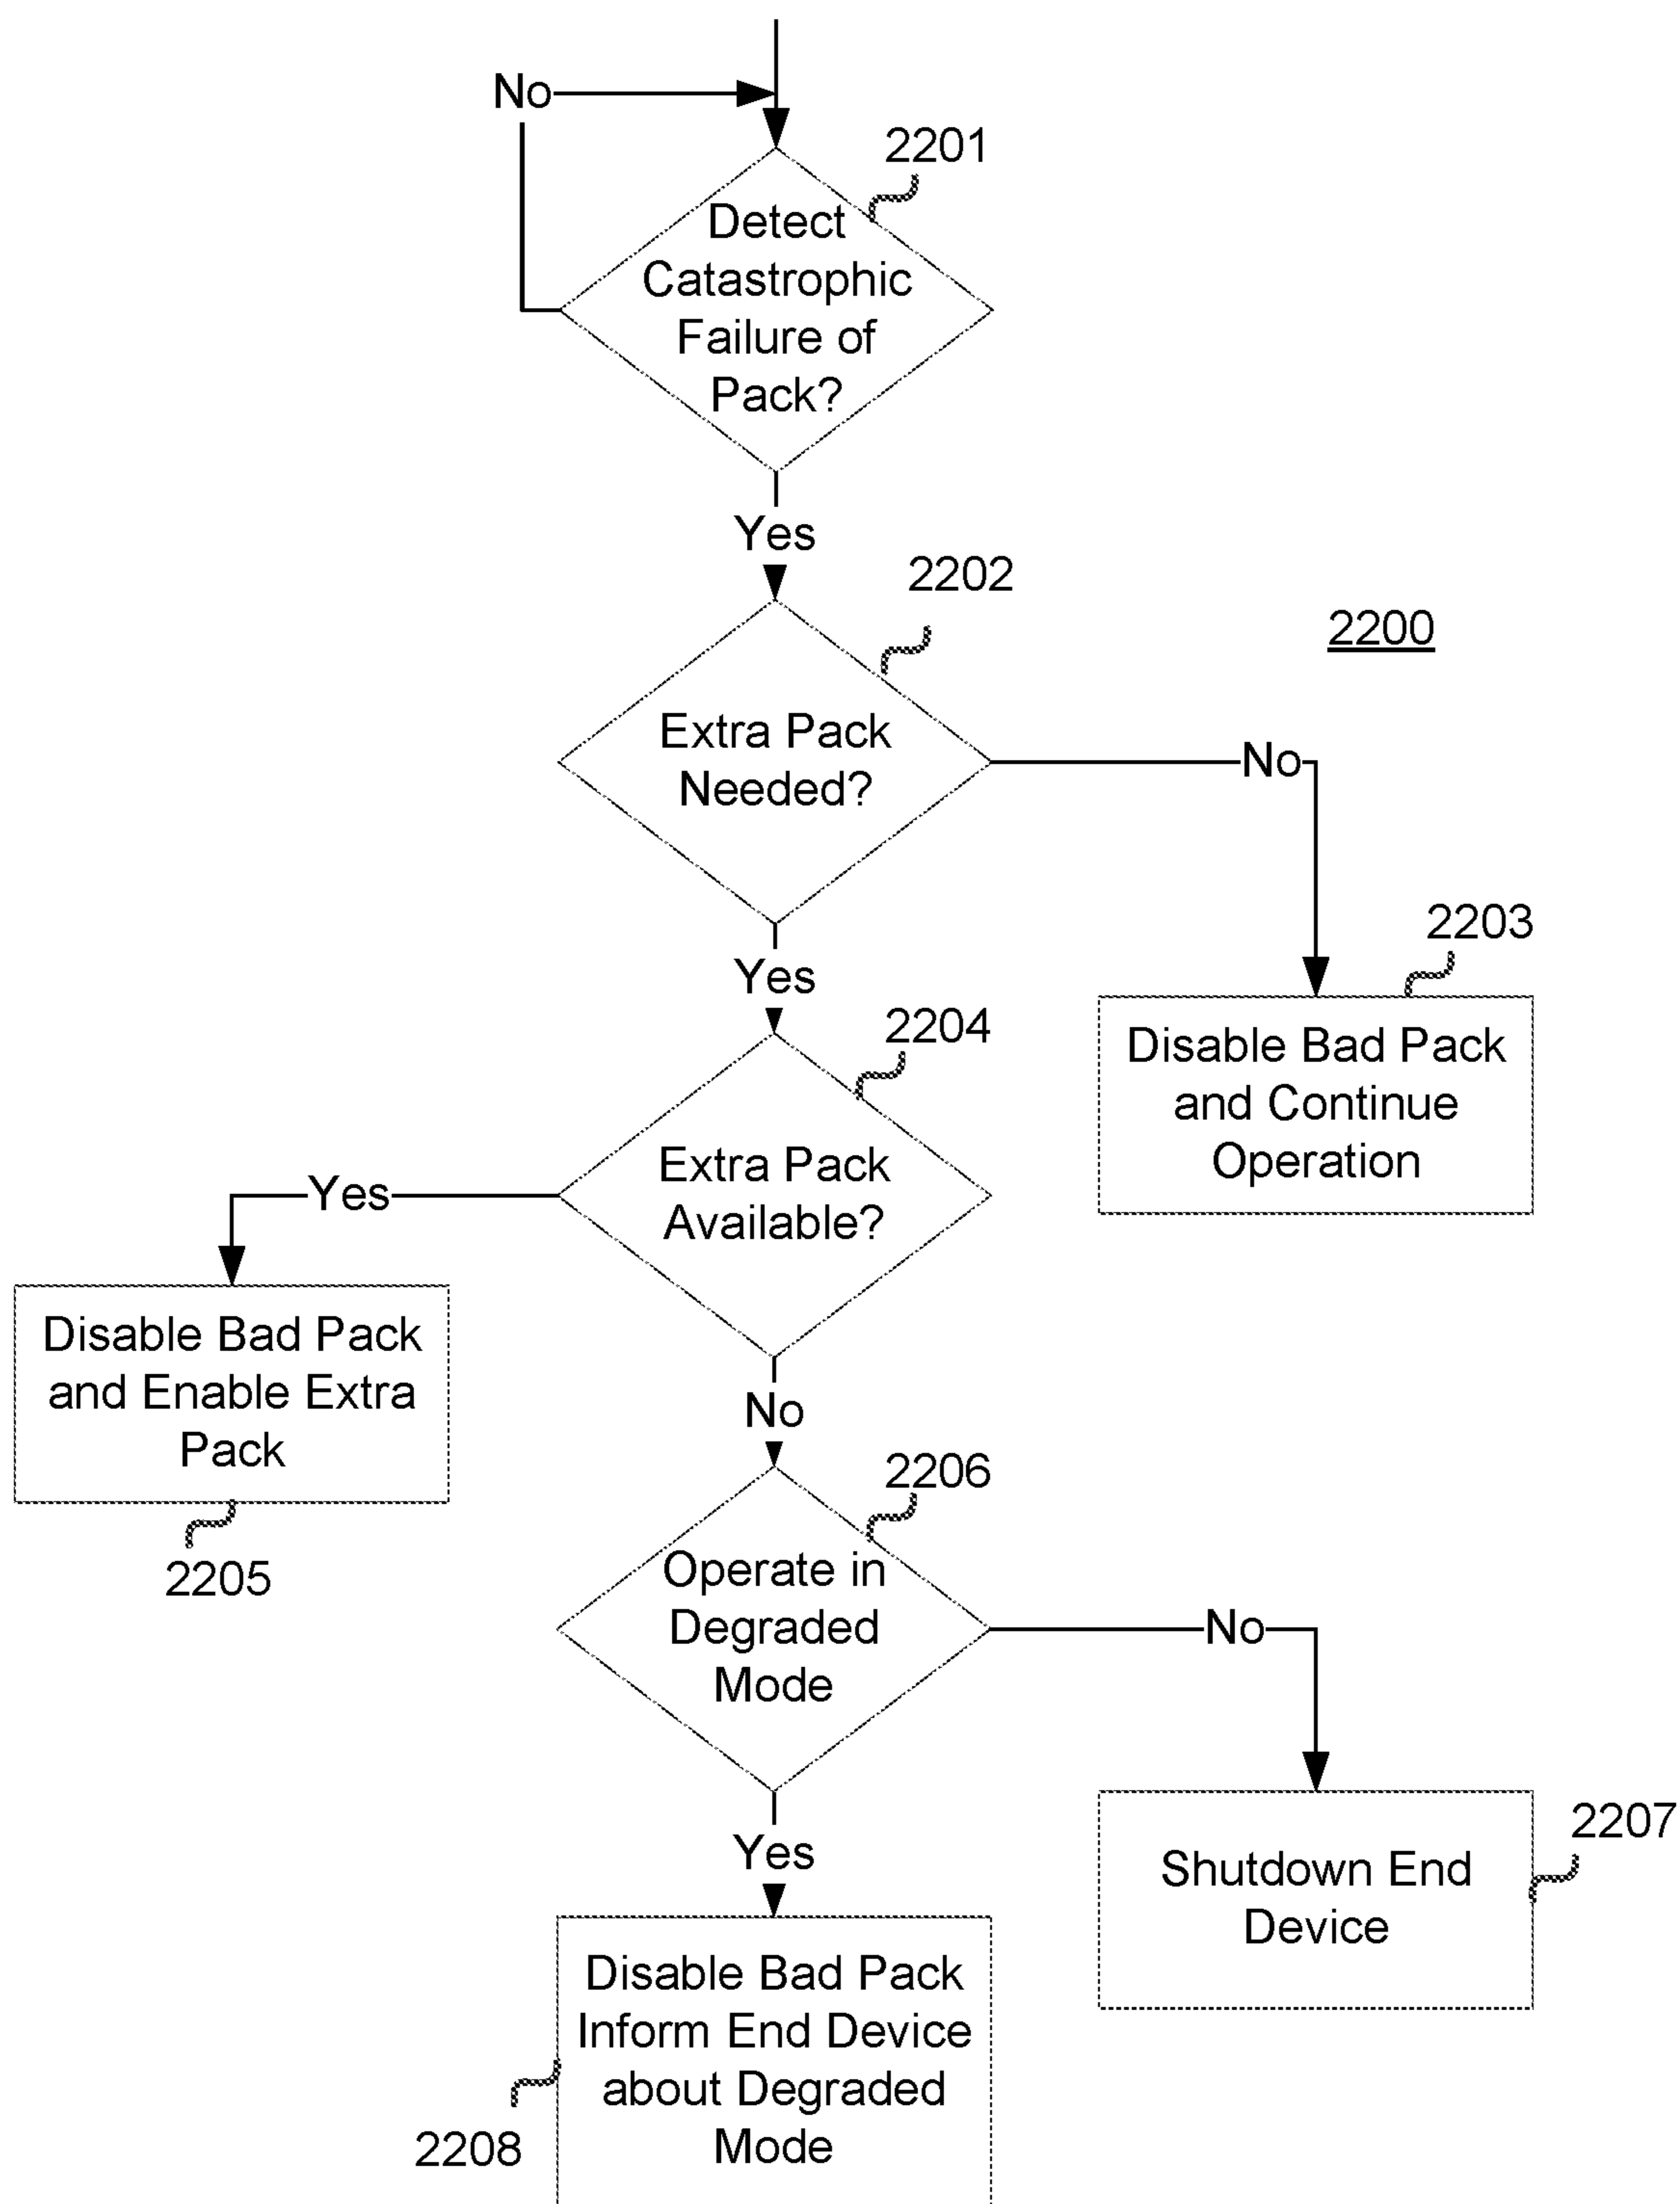 No
2201
Detect
Catastrophic
Failure of
Pack?
Yes
2202
2200
Extra Pack
Needed?
No
Yes
2203
2204
Disable Bad Pack
and Continue
Operation
Extra Pack
Available?
Yes
Disable Bad Pack
and Enable Extra
Pack
No
2205
2206
Operate in
Degraded
Mode
No
Yes
2207
Shutdown End
Device
Disable Bad Pack
Inform End Device
about Degraded
Mode
2208